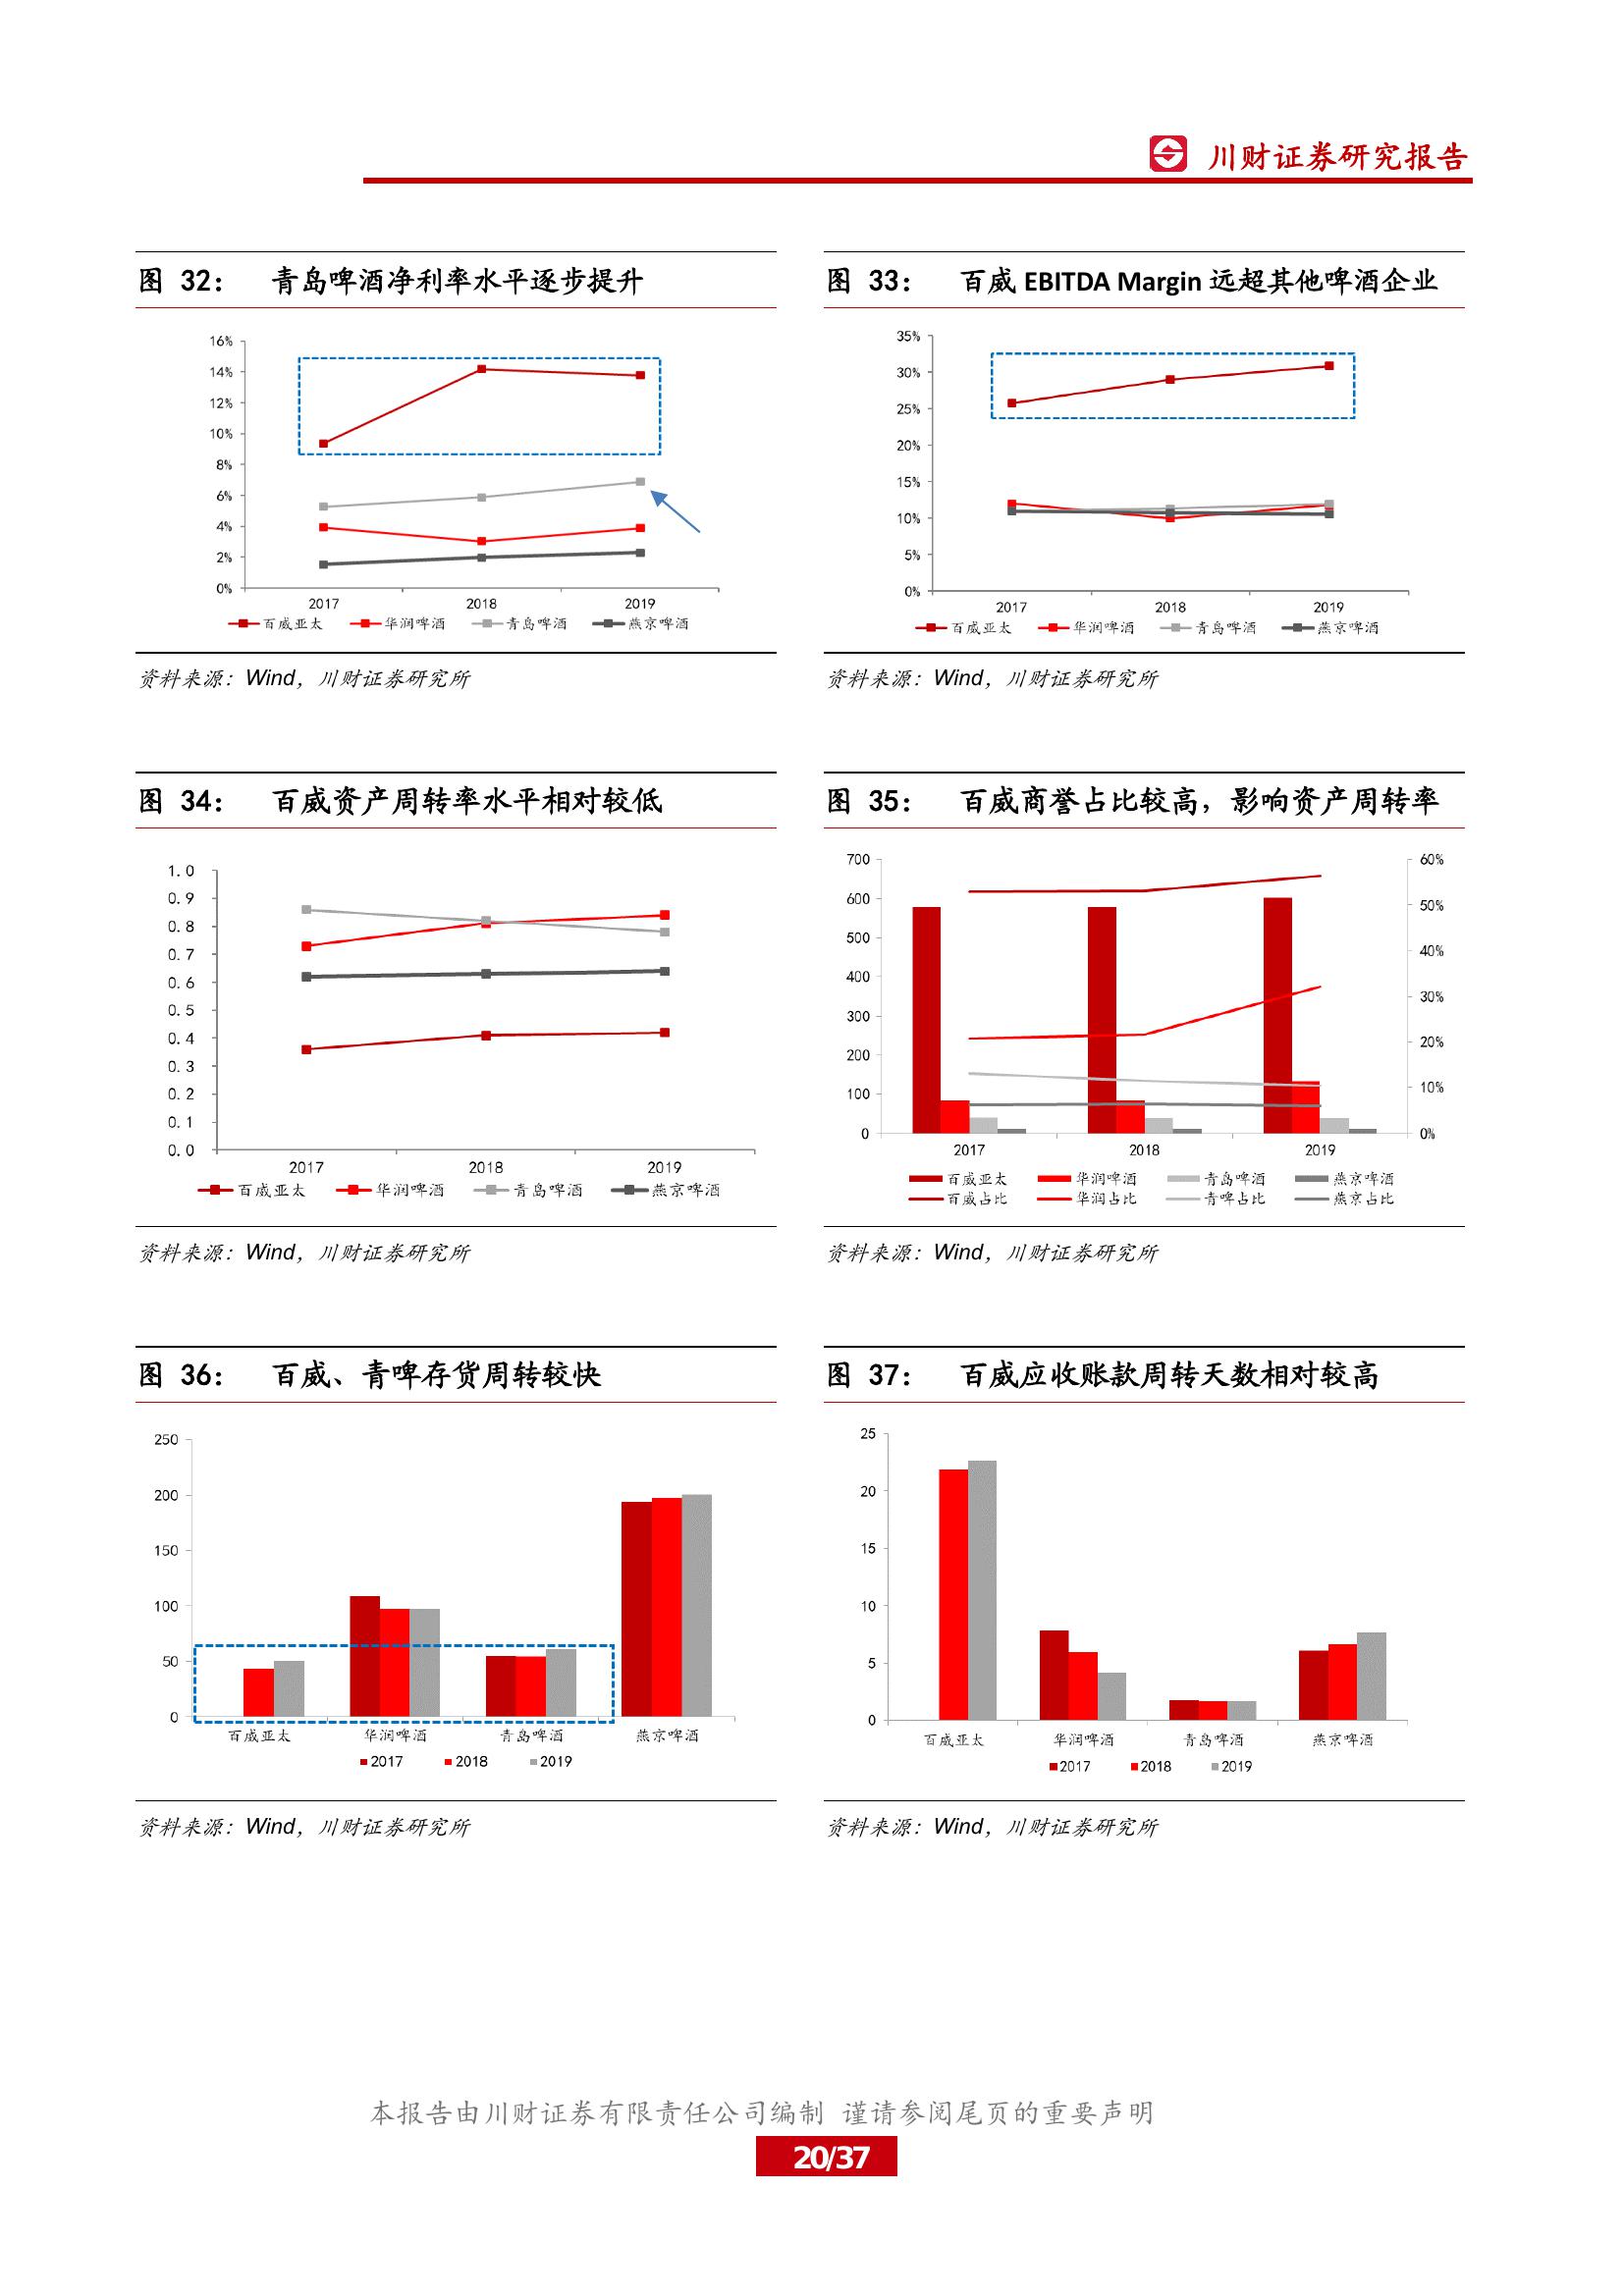 川财证券研究报告
图 32： 青岛啤酒净利率水平逐步提升
16%
14%
12%
10%
8%
6%
4%
2%
0%
2017 2018 2019
百威亚太 华润啤酒 青岛啤酒 燕京啤酒
资料来源：Wind，川财证券研究所
图 33： 百威 EBITDA Margin 远超其他啤酒企业
35%
30%
25%
20%
15%
10%
5%
0%
2017 2018 2019
百威亚太 华润啤酒 青岛啤酒 燕京啤酒
资料来源：Wind，川财证券研究所
图 34： 百威资产周转率水平相对较低
1.0
0.9
0.8
0.7
0.6
0.5
0.4
0.3
0.2
0.1
0.0
2017 2018 2019
百威亚太 华润啤酒 青岛啤酒 燕京啤酒
资料来源：Wind，川财证券研究所
图 35： 百威商誉占比较高，影响资产周转率
700 60%
600 50%
500 40%
400 30%
300 20%
200 10%
100 0%
0
2017 2018 2019
百威亚太 华润啤酒 青岛啤酒 燕京啤酒
百威占比 华润占比 青啤占比 燕京占比
资料来源：Wind，川财证券研究所
图 36： 百威、青啤存货周转较快
250
200
150
100
50
0
百威亚太 华润啤酒 青岛啤酒 燕京啤酒
2017 2018 2019
资料来源：Wind，川财证券研究所
图 37： 百威应收账款周转天数相对较高
25
20
15
10
5
0
百威亚太 华润啤酒 青岛啤酒 燕京啤酒
2017 2018 2019
资料来源：Wind，川财证券研究所
本报告由川财证券有限责任公司编制 谨请参阅尾页的重要声明
20/37